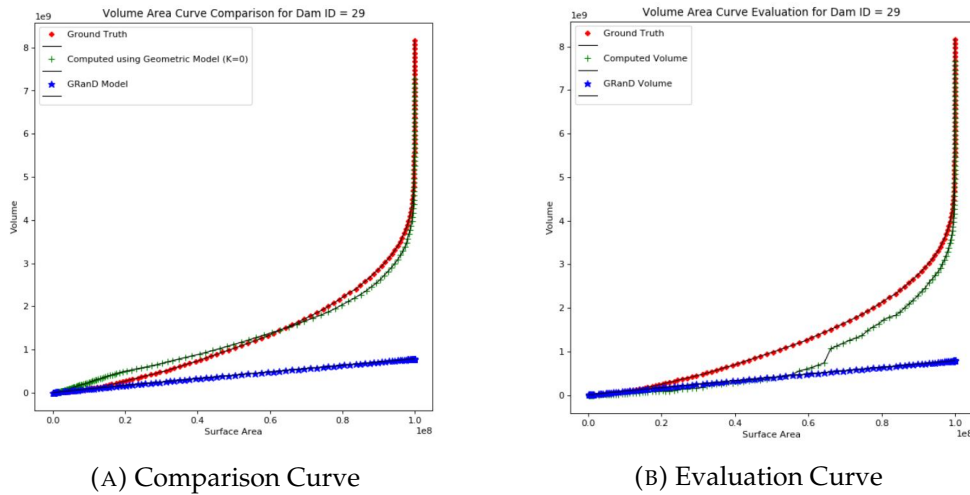 Volume Area Curve Comparison for Dam ID = 29
1e9
Ground Truth
Computed using Geometric Model (K=0)
GRanD Model
8
7
6
5
4
3
2
1
0
Volume
0.0 0.2 0.4 0.6 0.8 1.0
1e8
Surface Area
(A) Comparison Curve
Volume Area Curve Evaluation for Dam ID = 29
1e9
Ground Truth
Computed Volume
GRanD Volume
8
7
6
5
4
3
2
1
0
Volume
0.0 0.2 0.4 0.6 0.8 1.0
1e8
Surface Area
(B) Evaluation Curve